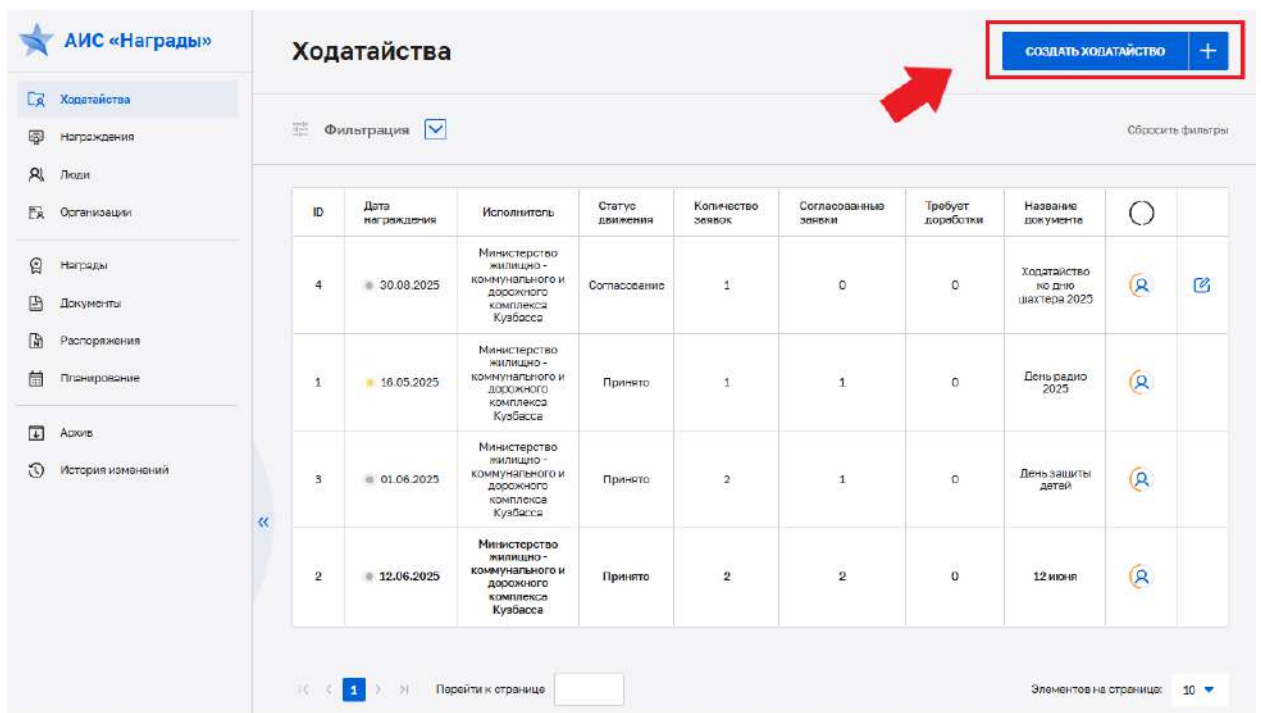 АИС «Награды»
Ходатайства
СОЗДАТЬ ХОДАТАЙСТВО +
Ходатайства
Награждения
Люди
Организации
Награды
Документы
Распоряжения
Планирование
Архив
История изменений
Фильтрация
Сбросить фильтры
ID
Дата
награждения
Исполнитель
Статус
движения
Количество
заявок
Согласованные
заявки
Требует
доработки
Название
документа
4
30.08.2025
Министерство
жилищно -
коммунального и
дорожного
комплекса
Кузбасса
Согласование
1
0
0
Ходатайство
ко дню
шахтера 2025
1
16.05.2025
Министерство
жилищно -
коммунального и
дорожного
комплекса
Кузбасса
Принято
1
1
0
День радио
2025
3
01.06.2025
Министерство
жилищно -
коммунального и
дорожного
комплекса
Кузбасса
Принято
2
1
0
День защиты
детей
2
12.06.2025
Министерство
жилищно -
коммунального и
дорожного
комплекса
Кузбасса
Принято
2
2
0
12 июня
1
Перейти к странице
Элементов на странице: 10